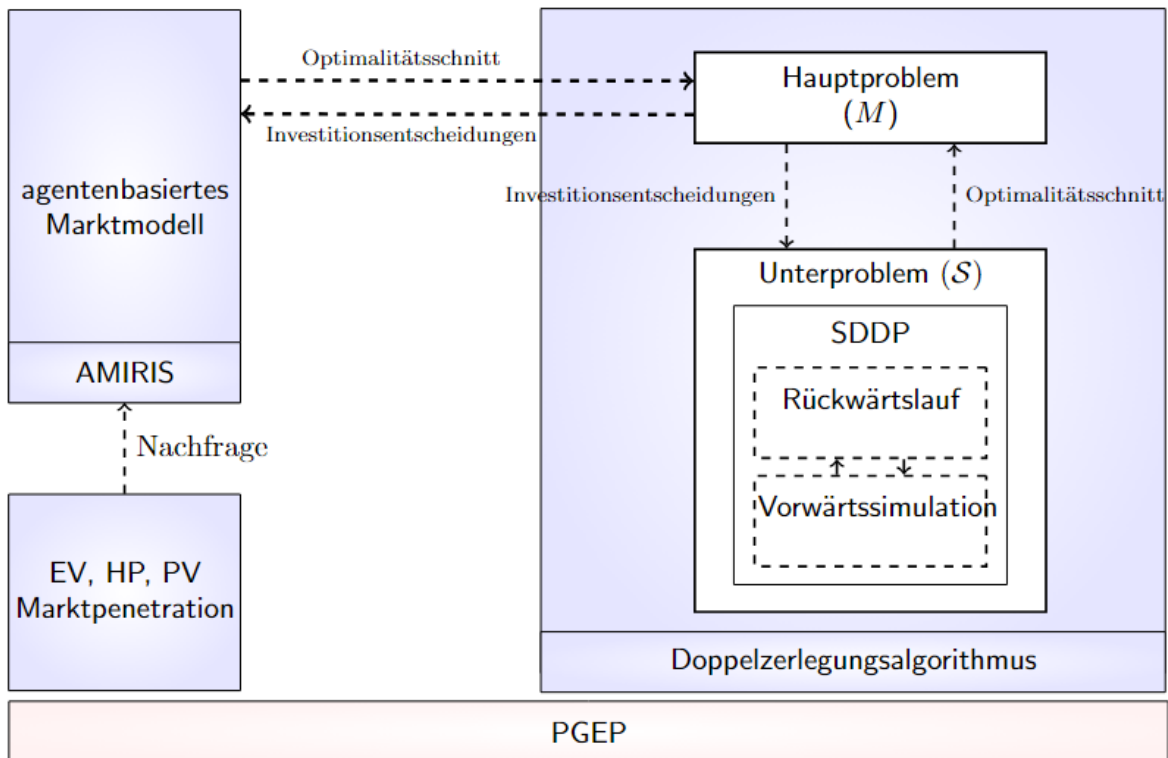 Optimalitätsschnitt
Investitionsentscheidungen
Hauptproblem
(M)
agentenbasiertes
Marktmodell
AMIRIS
Nachfrage
EV, HP, PV
Marktpenetration
Investitionsentscheidungen
Optimalitätsschnitt
Unterproblem (𝒮)
SDDP
Rückwärtslauf
Vorwärtssimulation
Doppelzerlegungsalgorithmus
PGEP